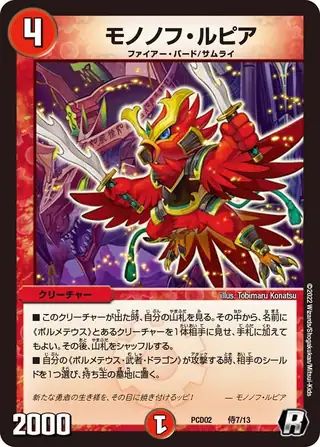 4
モノノフ・ルピア
ファイアー・バード/サムライ
illus. Tobimaru Konatsu
©2022 Wizards/Shogakukan/Mitsui-Kids
クリーチャー
■このクリーチャーが出た時、自分の山札を見る。その中から、名前に
《ボルメテウス》とあるクリーチャーを1体相手に見せ、手札に加えて
もよい。その後、山札をシャッフルする。
■自分の《ボルメテウス・武者・ドラゴン》が攻撃する時、相手のシール
ドを1つ選び、持ち主の墓地に置く。
新たな勇者の生き様を、その目に焼き付けるっピ! ― モノノフ・ルピア
2000
1
PCD02 侍7/13
R